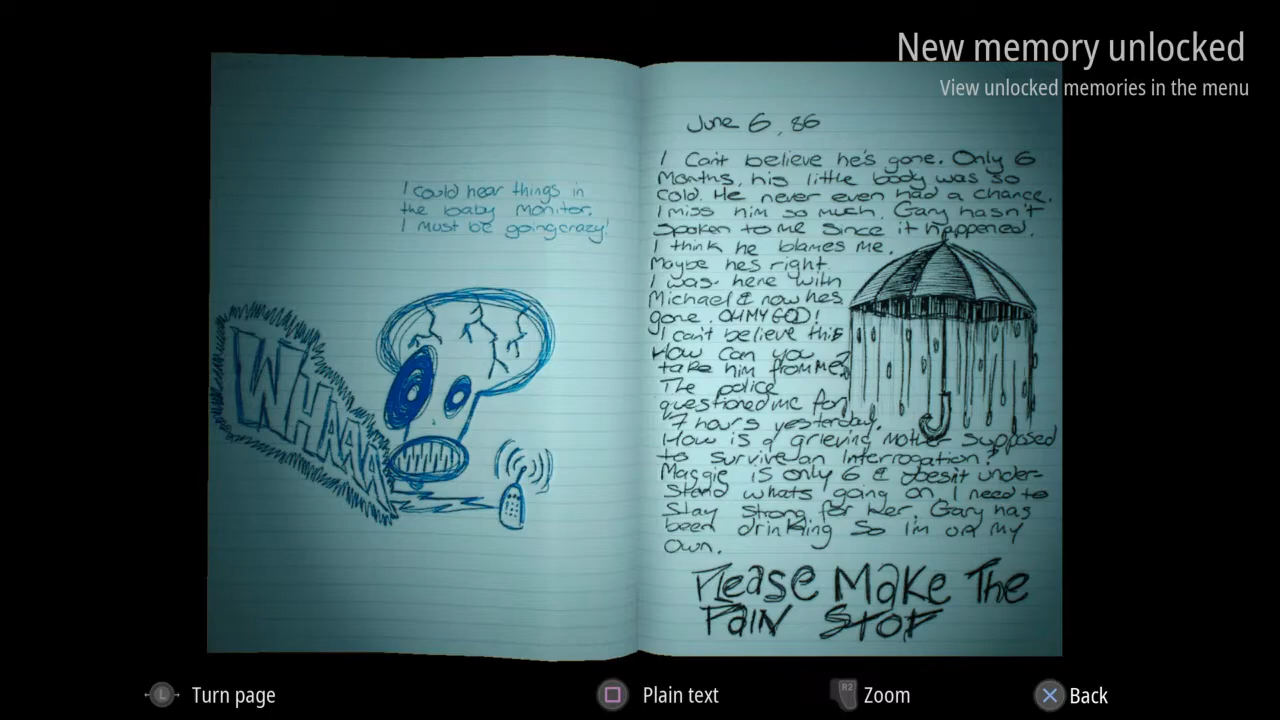 New memory unlocked
View unlocked memories in the menu
I could hear things in
the baby monitor.
I must be going crazy!
WHAAA
June 6, 86
I Can't believe he's gone. Only 6
Months, his little body was so
cold. He never even had a chance.
I miss him so much. Gary hasn't
spoken to me since it happened.
I think he blames me.
Maybe hes right
I was here with
Michael & now hes
gone. OH MY GOD!
I can't believe this
How can you
take him from me?
The police
questioned me for
7 hours yesterday.
How is a grieving mother supposed
to survive an interrogation?
Maggie is only 6 & doesn't under-
stand whats going on I need to
stay strong for her. Gary has
been drinking so I'm on my
own.
Please Make The
Pain Stop
L Turn page
Plain text
R2 Zoom
Back